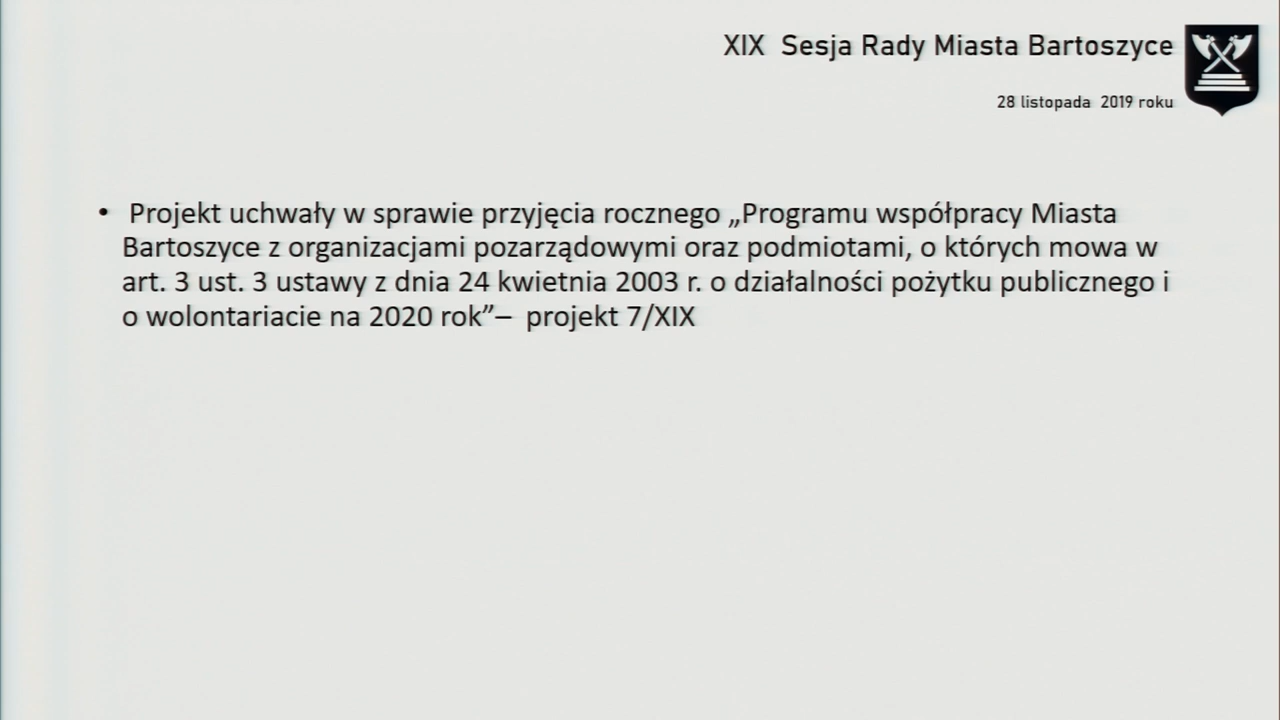 XIX Sesja Rady Miasta Bartoszyce
28 listopada 2019 roku
• Projekt uchwały w sprawie przyjęcia rocznego „Programu współpracy Miasta
Bartoszyce z organizacjami pozarządowymi oraz podmiotami, o których mowa w
art. 3 ust. 3 ustawy z dnia 24 kwietnia 2003 r. o działalności pożytku publicznego i
o wolontariacie na 2020 rok”– projekt 7/XIX